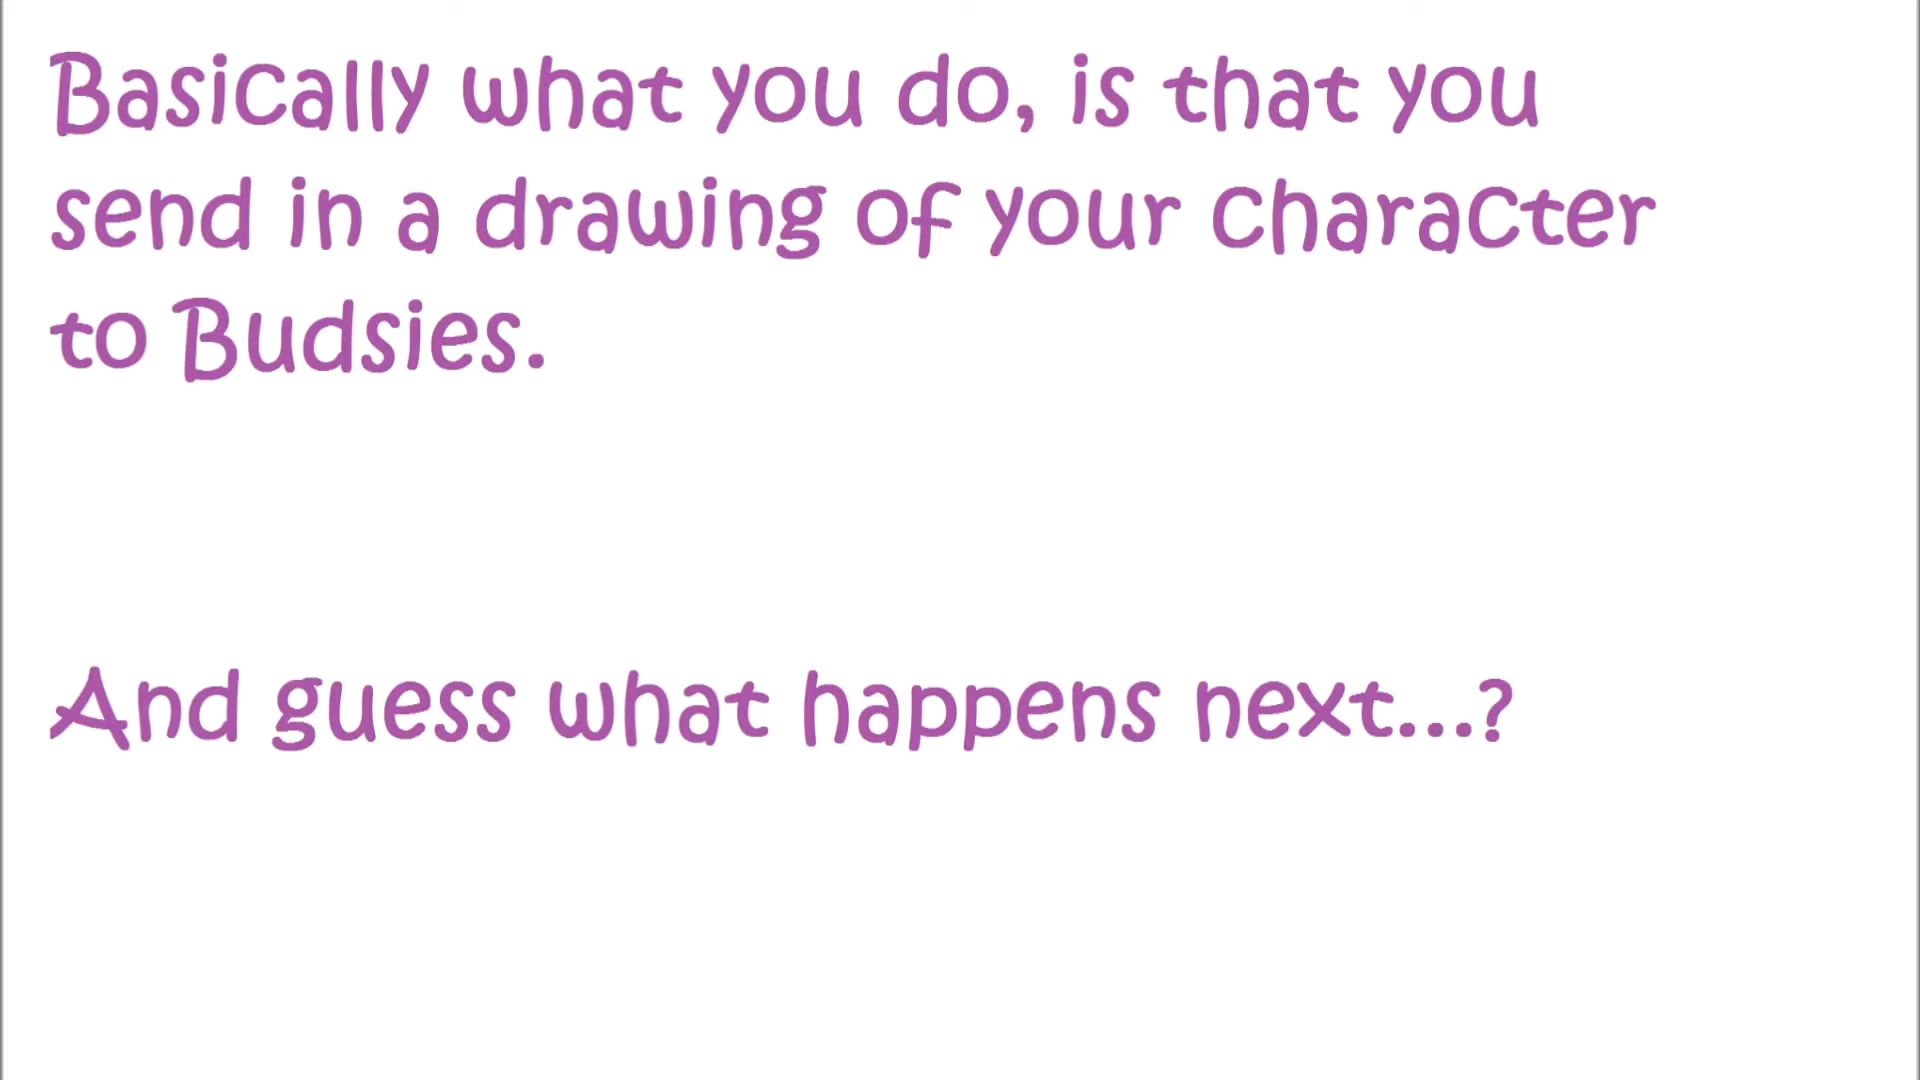 Basically what you do, is that you
send in a drawing of your character
to Budsies.
And guess what happens next...?